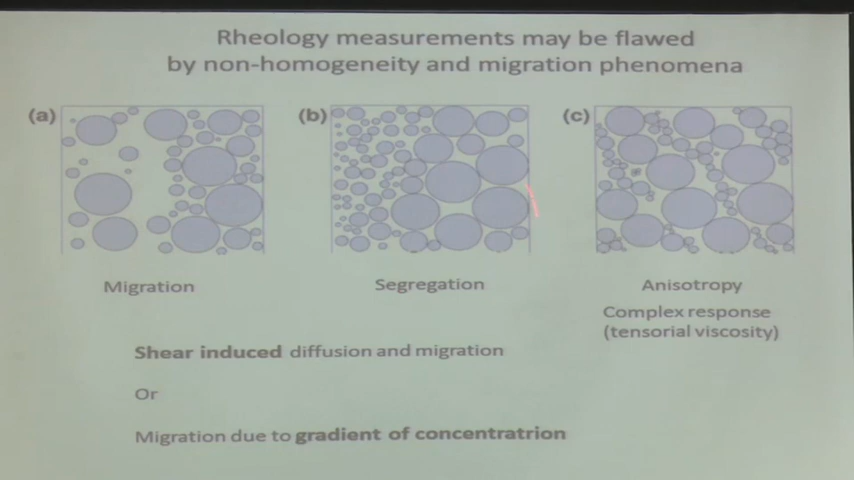 Rheology measurements may be flawed
by non-homogeneity and migration phenomena
(a)
(b)
(c)
Migration
Segregation
Anisotropy
Complex response
(tensorial viscosity)
Shear induced diffusion and migration
Or
Migration due to gradient of concentratrion